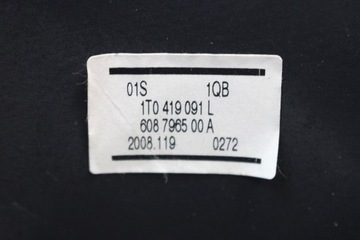 01S 1QB
1T0 419 091 L
608 7965 00 A
2008.119 0272